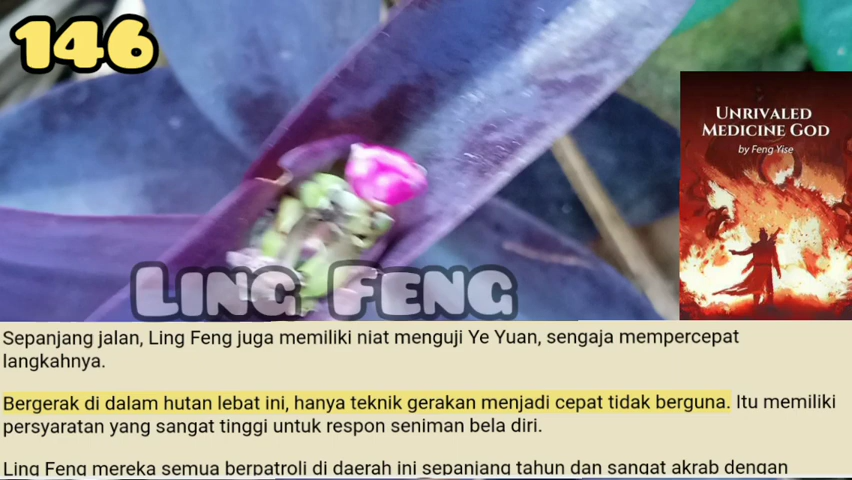 146
UNRIVALED
MEDICINE GOD
by Feng Yise
LING FENG
Sepanjang jalan, Ling Feng juga memiliki niat menguji Ye Yuan, sengaja mempercepat
langkahnya.
Bergerak di dalam hutan lebat ini, hanya teknik gerakan menjadi cepat tidak berguna. Itu memiliki
persyaratan yang sangat tinggi untuk respon seniman bela diri.
Ling Feng mereka semua berpatroli di daerah ini sepanjang tahun dan sangat akrab dengan